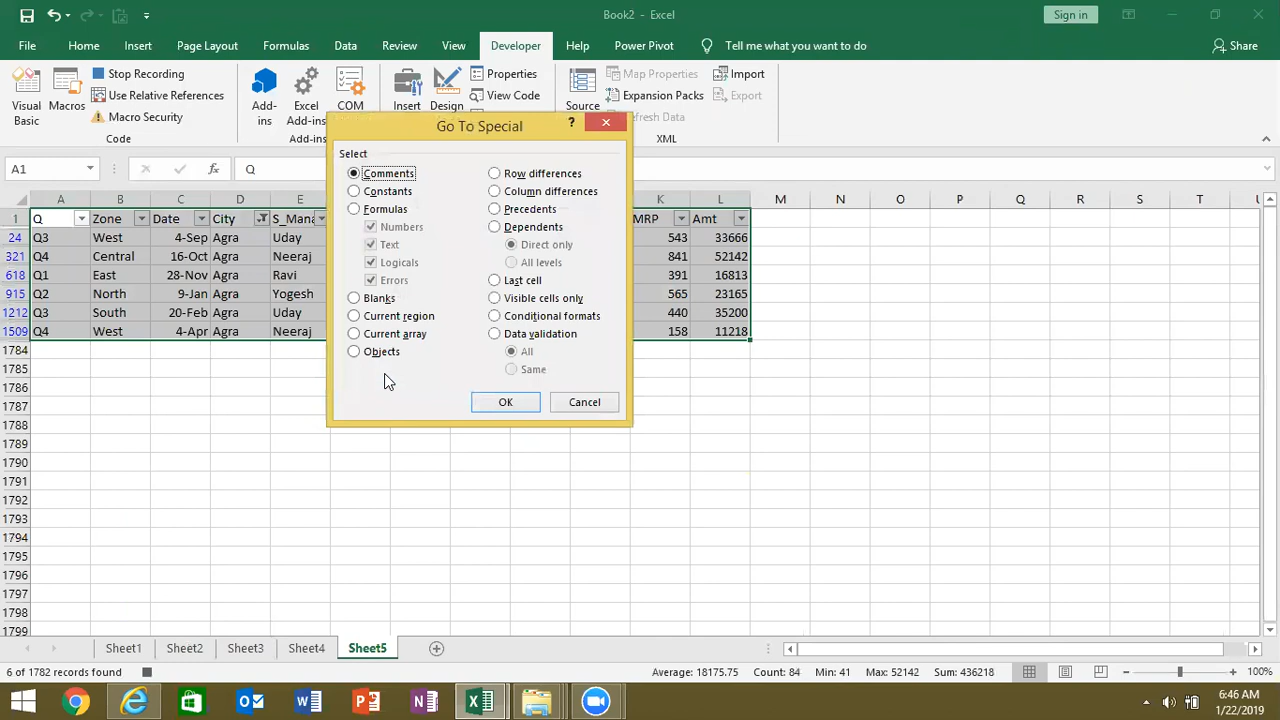 Book2 - Excel
Sign in
File Home Insert Page Layout Formulas Data Review View Developer Help Power Pivot Tell me what you want to do Share
Visual Basic
Macros
Stop Recording
Use Relative References
Macro Security
Code
Add-ins
Excel Add-ins
COM
Add-ins
Insert
Design
Properties
View Code
Source
Map Properties
Expansion Packs
Refresh Data
Import
Export
XML
A1
Q
A B C D E K L M N O P Q R S T U
1 Q Zone Date City S_Mana MRP Amt
24 Q3 West 4-Sep Agra Uday 543 33666
321 Q4 Central 16-Oct Agra Neeraj 841 52142
618 Q1 East 28-Nov Agra Ravi 391 16813
915 Q2 North 9-Jan Agra Yogesh 565 23165
1212 Q3 South 20-Feb Agra Uday 440 35200
1509 Q4 West 4-Apr Agra Neeraj 158 11218
1784
1785
1786
1787
1788
1789
1790
1791
1792
1793
1794
1795
1796
1797
1798
1799
Go To Special
?
Select
Comments
Constants
Formulas
Numbers
Text
Logicals
Errors
Blanks
Current region
Current array
Objects
Row differences
Column differences
Precedents
Dependents
Direct only
All levels
Last cell
Visible cells only
Conditional formats
Data validation
All
Same
OK Cancel
Sheet1 Sheet2 Sheet3 Sheet4 Sheet5
6 of 1782 records found Average: 18175.75 Count: 84 Min: 41 Max: 52142 Sum: 436218 100%
6:46 AM
1/22/2019